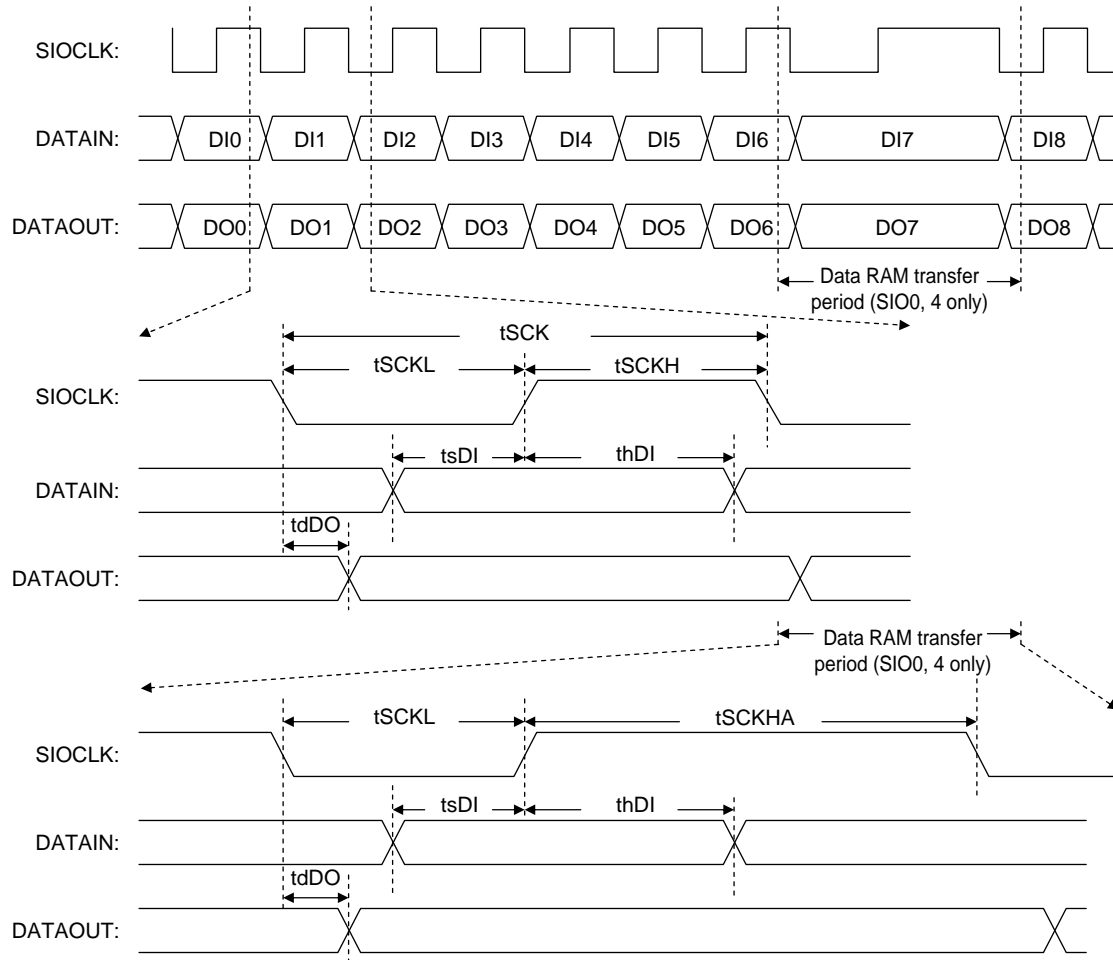 SIOCLK:
DATAIN: DI0 DI1 DI2 DI3 DI4 DI5 DI6 DI7 DI8
DATAOUT: DO0 DO1 DO2 DO3 DO4 DO5 DO6 DO7 DO8
Data RAM transfer
period (SIO0, 4 only)
tSCK
tSCKL tSCKH
SIOCLK:
tsDI thDI
DATAIN:
tdDO
DATAOUT:
Data RAM transfer
period (SIO0, 4 only)
tSCKL tSCKHA
SIOCLK:
tsDI thDI
DATAIN:
tdDO
DATAOUT: